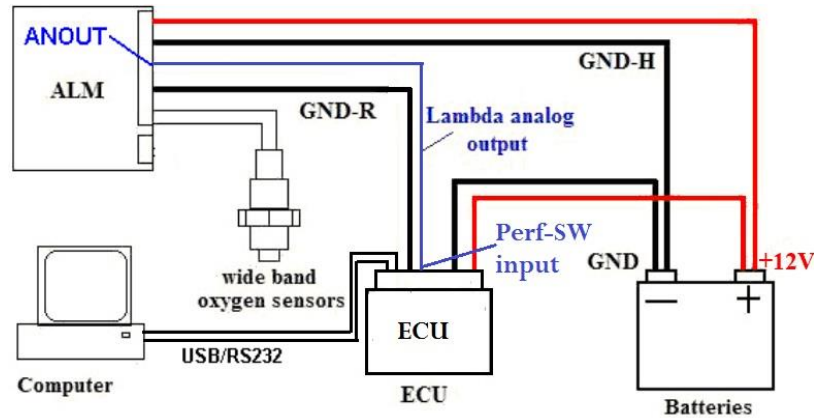 ANOUT
ALM
GND-H
GND-R
Lambda analog
output
Perf-SW
input
GND
+12V
wide band
oxygen sensors
ECU
USB/RS232
Computer
ECU
Batteries